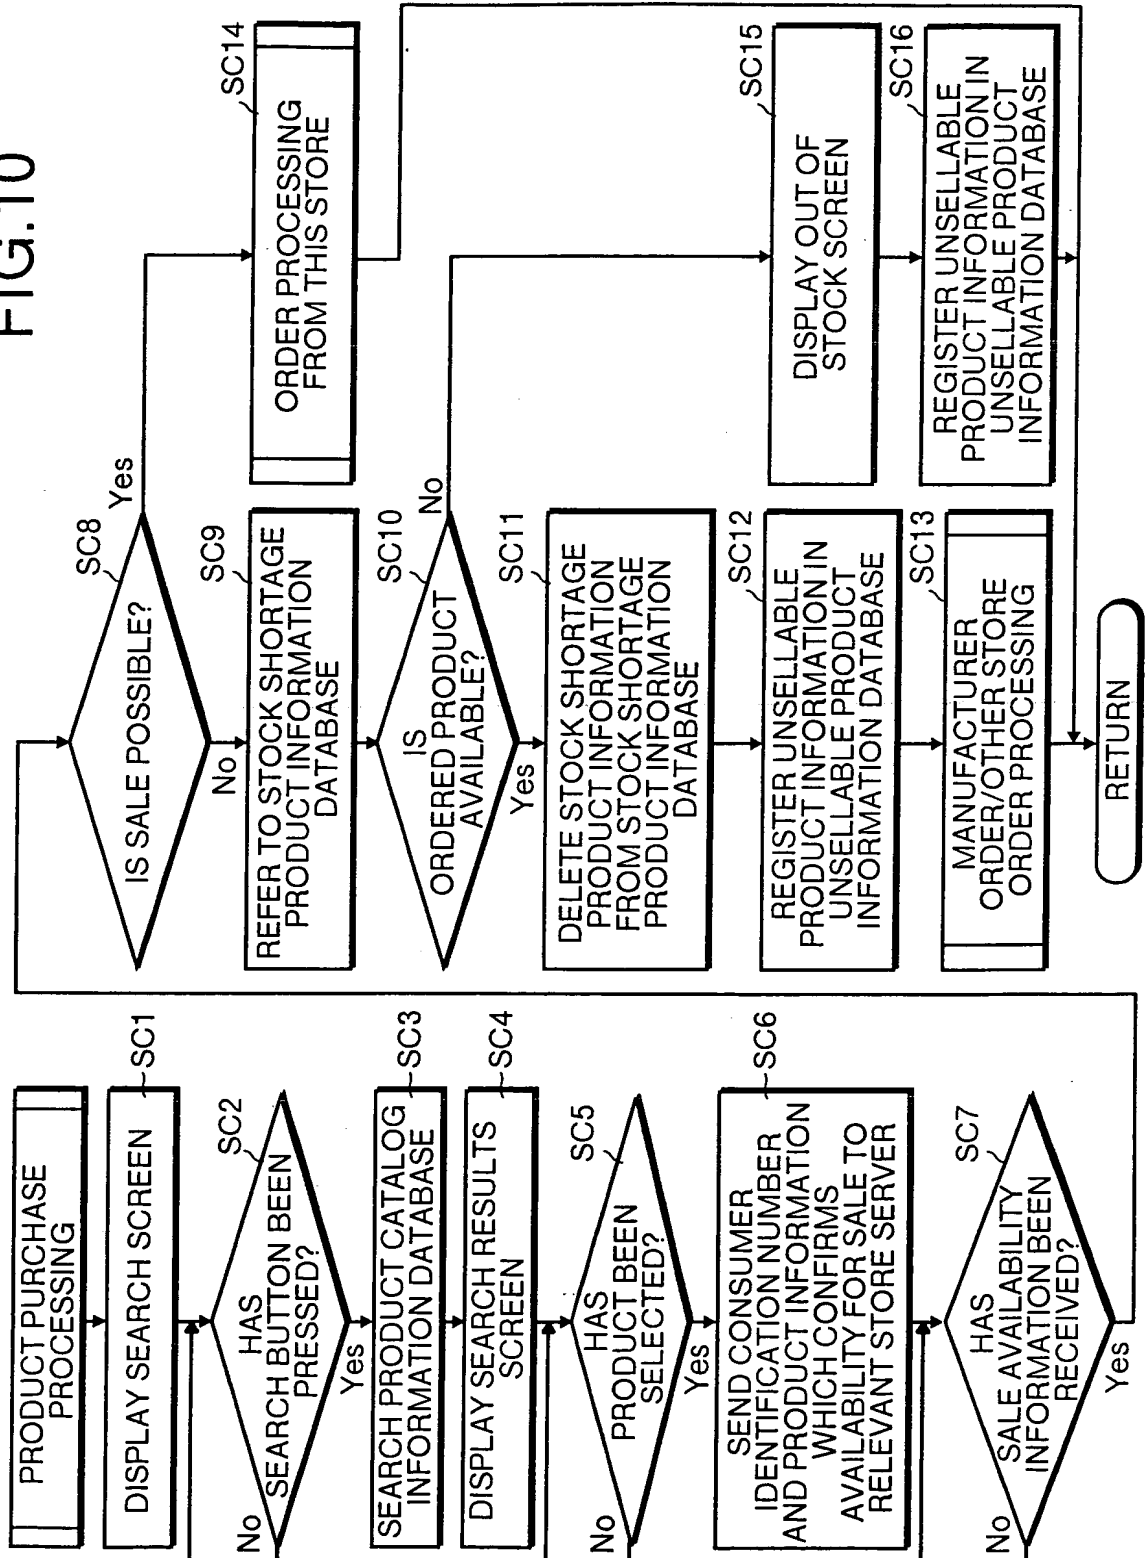 FIG.10
PRODUCT PURCHASE
PROCESSING
DISPLAY SEARCH SCREEN
SC1
HAS
SEARCH BUTTON BEEN
PRESSED?
SC2
No
Yes
SEARCH PRODUCT CATALOG
INFORMATION DATABASE
SC3
DISPLAY SEARCH RESULTS
SCREEN
SC4
HAS
PRODUCT BEEN
SELECTED?
SC5
No
Yes
SEND CONSUMER
IDENTIFICATION NUMBER
AND PRODUCT INFORMATION
WHICH CONFIRMS
AVAILABILITY FOR SALE TO
RELEVANT STORE SERVER
SC6
HAS
SALE AVAILABILITY
INFORMATION BEEN
RECEIVED?
SC7
No
Yes
IS SALE POSSIBLE?
SC8
Yes
No
REFER TO STOCK SHORTAGE
PRODUCT INFORMATION
DATABASE
SC9
IS
ORDERED PRODUCT
AVAILABLE?
SC10
No
Yes
DELETE STOCK SHORTAGE
PRODUCT INFORMATION
FROM STOCK SHORTAGE
PRODUCT INFORMATION
DATABASE
SC11
REGISTER UNSELLABLE
PRODUCT INFORMATION IN
UNSELLABLE PRODUCT
INFORMATION DATABASE
SC12
MANUFACTURER
ORDER/OTHER STORE
ORDER PROCESSING
SC13
RETURN
ORDER PROCESSING
FROM THIS STORE
SC14
DISPLAY OUT OF
STOCK SCREEN
SC15
REGISTER UNSELLABLE
PRODUCT INFORMATION IN
UNSELLABLE PRODUCT
INFORMATION DATABASE
SC16